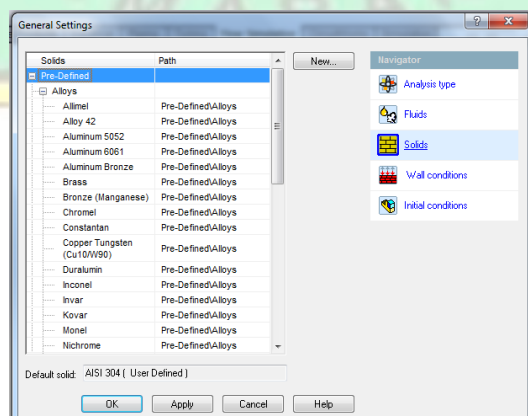 General Settings
Solids Path
Pre-Defined
Alloys
Allimel Pre-Defined\Alloys
Alloy 42 Pre-Defined\Alloys
Aluminum 5052 Pre-Defined\Alloys
Aluminum 6061 Pre-Defined\Alloys
Aluminum Bronze Pre-Defined\Alloys
Brass Pre-Defined\Alloys
Bronze (Manganese) Pre-Defined\Alloys
Chromel Pre-Defined\Alloys
Constantan Pre-Defined\Alloys
Copper Tungsten
(Cu10/W90) Pre-Defined\Alloys
Duralumin Pre-Defined\Alloys
Inconel Pre-Defined\Alloys
Invar Pre-Defined\Alloys
Kovar Pre-Defined\Alloys
Monel Pre-Defined\Alloys
Nichrome Pre-Defined\Alloys
New...
Navigator
Analysis type
Fluids
Solids
Wall conditions
Initial conditions
Default solid: AISI 304 ( User Defined )
OK Apply Cancel Help